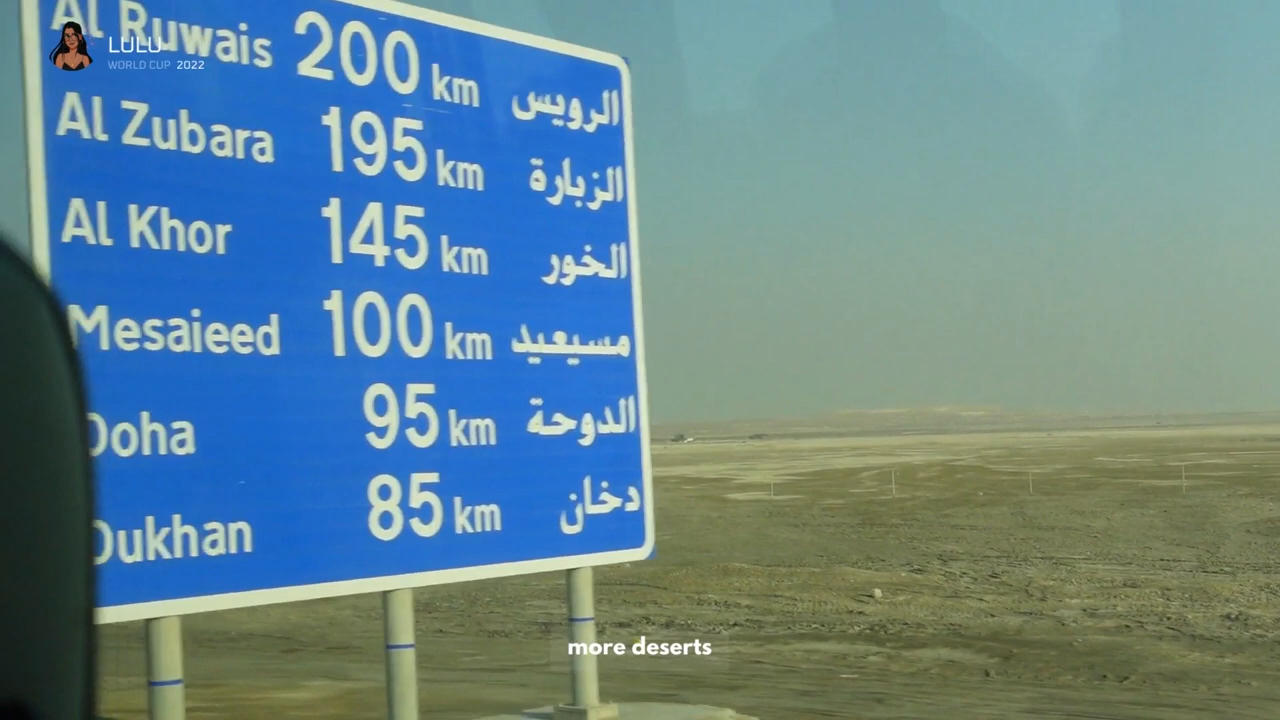 LULU
WORLD CUP 2022
Al Ruwais 200 km الرويس
Al Zubara 195 km الزبارة
Al Khor 145 km الخور
Mesaieed 100 km مسيعيد
Doha 95 km الدوحة
Dukhan 85 km دخان
more deserts